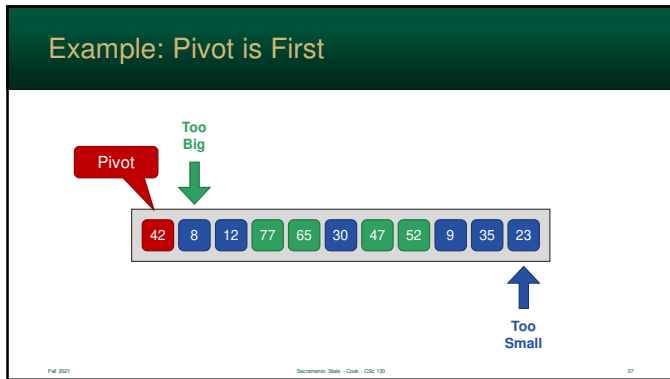 Example: Pivot is First
Too
Big
Pivot
42 8 12 77 65 30 47 52 9 35 23
Too
Small
Fall 2021 Sacramento State - Cook - CSc 130 37